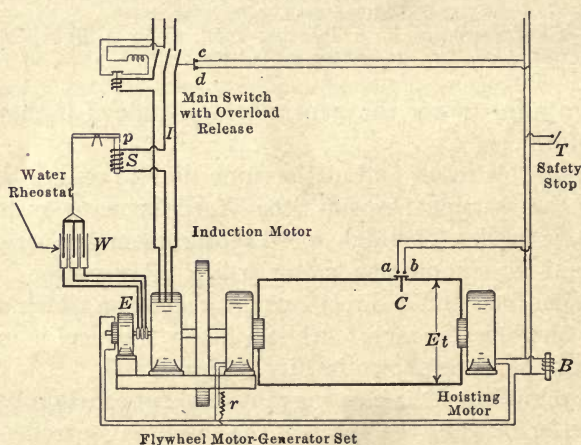 c
d
Main Switch
with Overload
Release
I
p
S
T
Safety
Stop
Water
Rheostat
W
Induction Motor
a b
C
E
Et
B
r
Hoisting
Motor
Flywheel Motor-Generator Set